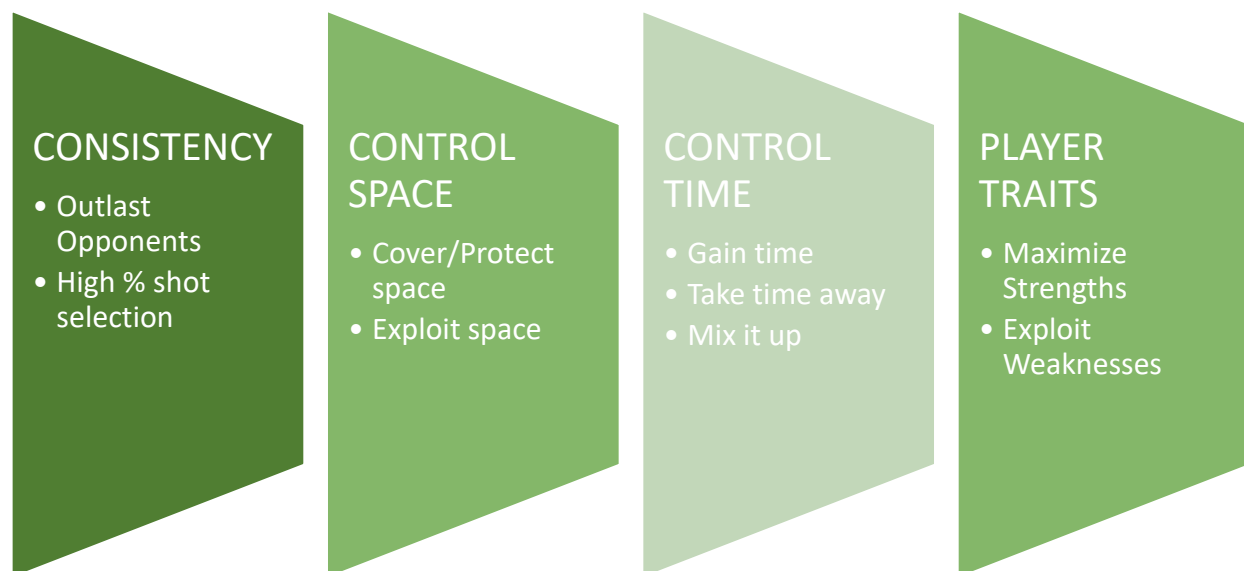 CONSISTENCY
• Outlast
Opponents
• High % shot
selection
CONTROL
SPACE
• Cover/Protect
space
• Exploit space
CONTROL
TIME
• Gain time
• Take time away
• Mix it up
PLAYER
TRAITS
• Maximize
Strengths
• Exploit
Weaknesses